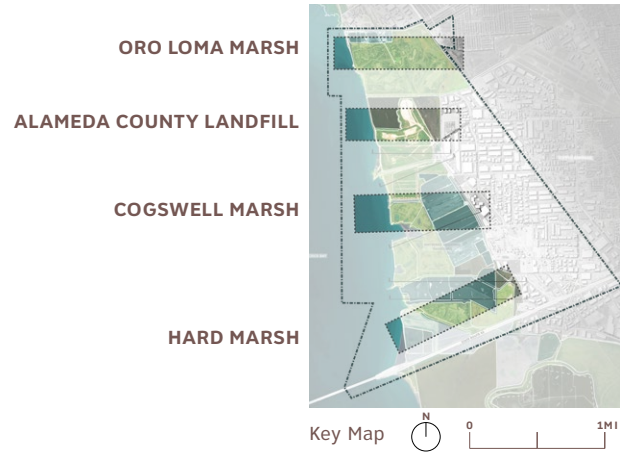 ORO LOMA MARSH
ALAMEDA COUNTY LANDFILL
COGSWELL MARSH
HARD MARSH
Key Map
N
0
1MI